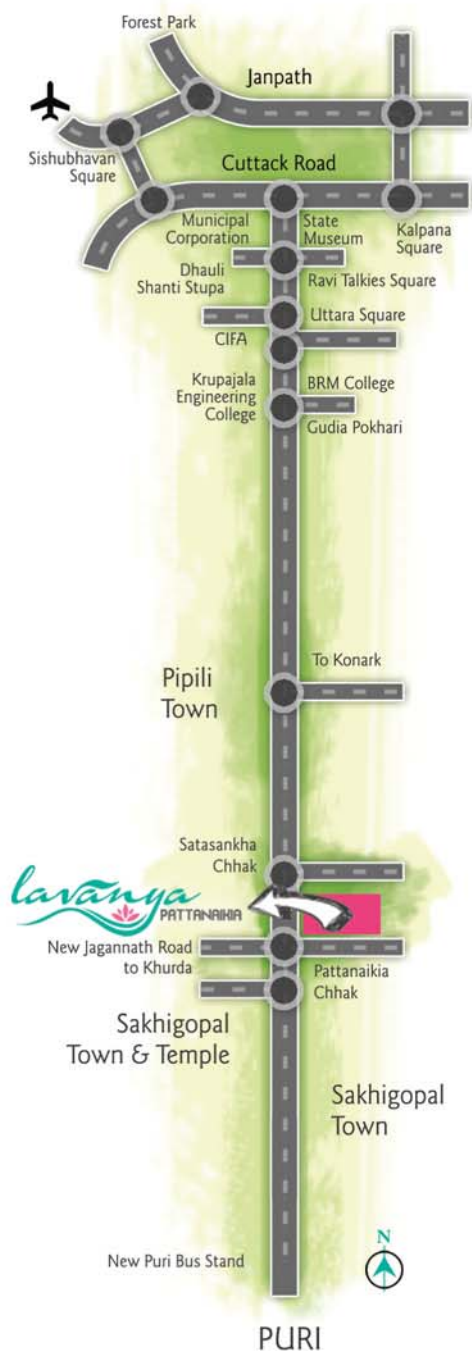 Forest Park
Janpath
Sishubhavan
Square
Cuttack Road
Municipal
Corporation
State
Museum
Kalpana
Square
Dhauli
Shanti Stupa
Ravi Talkies Square
Uttara Square
CIFA
Krupajala
Engineering
College
BRM College
Gudia Pokhari
To Konark
Pipili
Town
Satasankha
Chhak
lavānya
PATTANAIKIA
New Jagannath Road
to Khurda
Pattanaikia
Chhak
Sakhigopal
Town & Temple
Sakhigopal
Town
N
New Puri Bus Stand
PURI